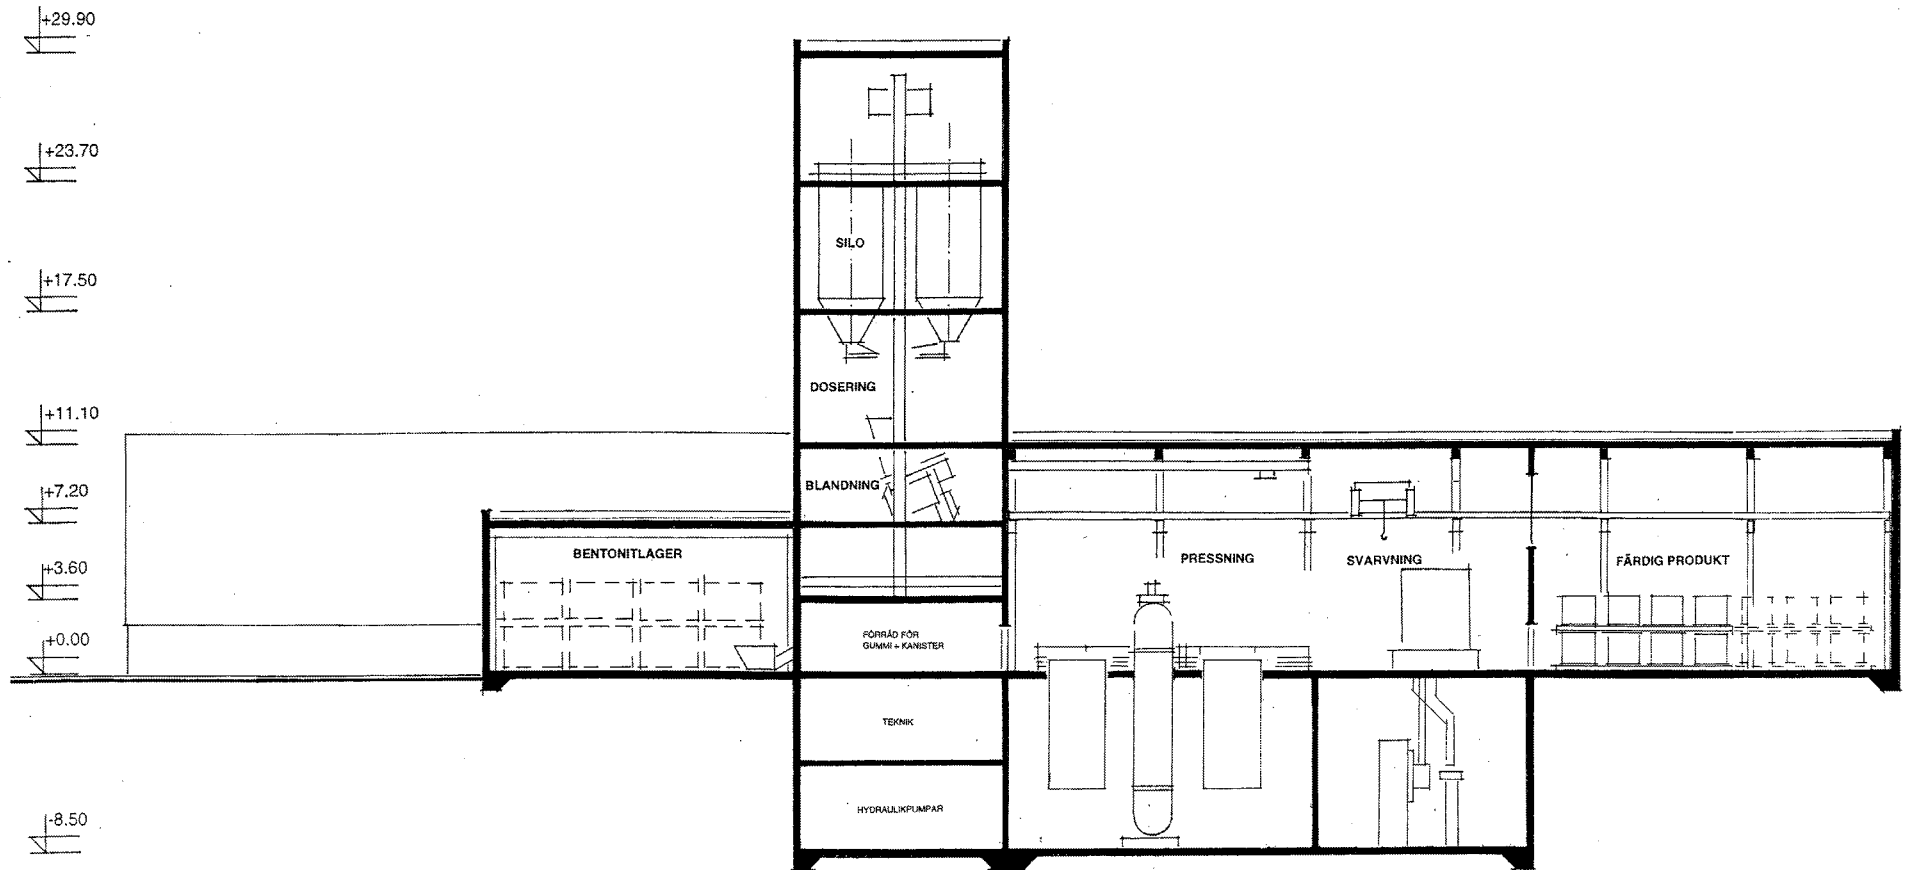 +29.90
+23.70
+17.50
+11.10
+7.20
+3.60
+0.00
-8.50
SILO
DOSERING
BLANDNING
BENTONITLAGER
PRESSNING
SVARVNING
FÄRDIG PRODUKT
FÖRRÅD FÖR
GUMMI + KANISTER
TEKNIK
HYDRAULIKPUMPAR